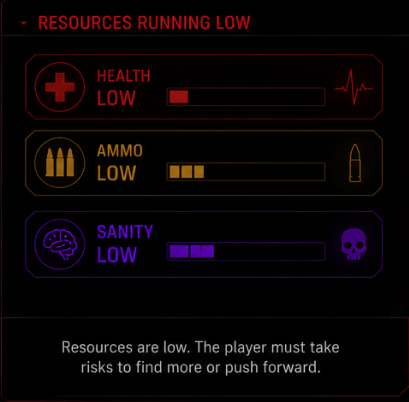 RESOURCES RUNNING LOW
HEALTH
LOW
AMMO
LOW
SANITY
LOW
Resources are low. The player must take
risks to find more or push forward.